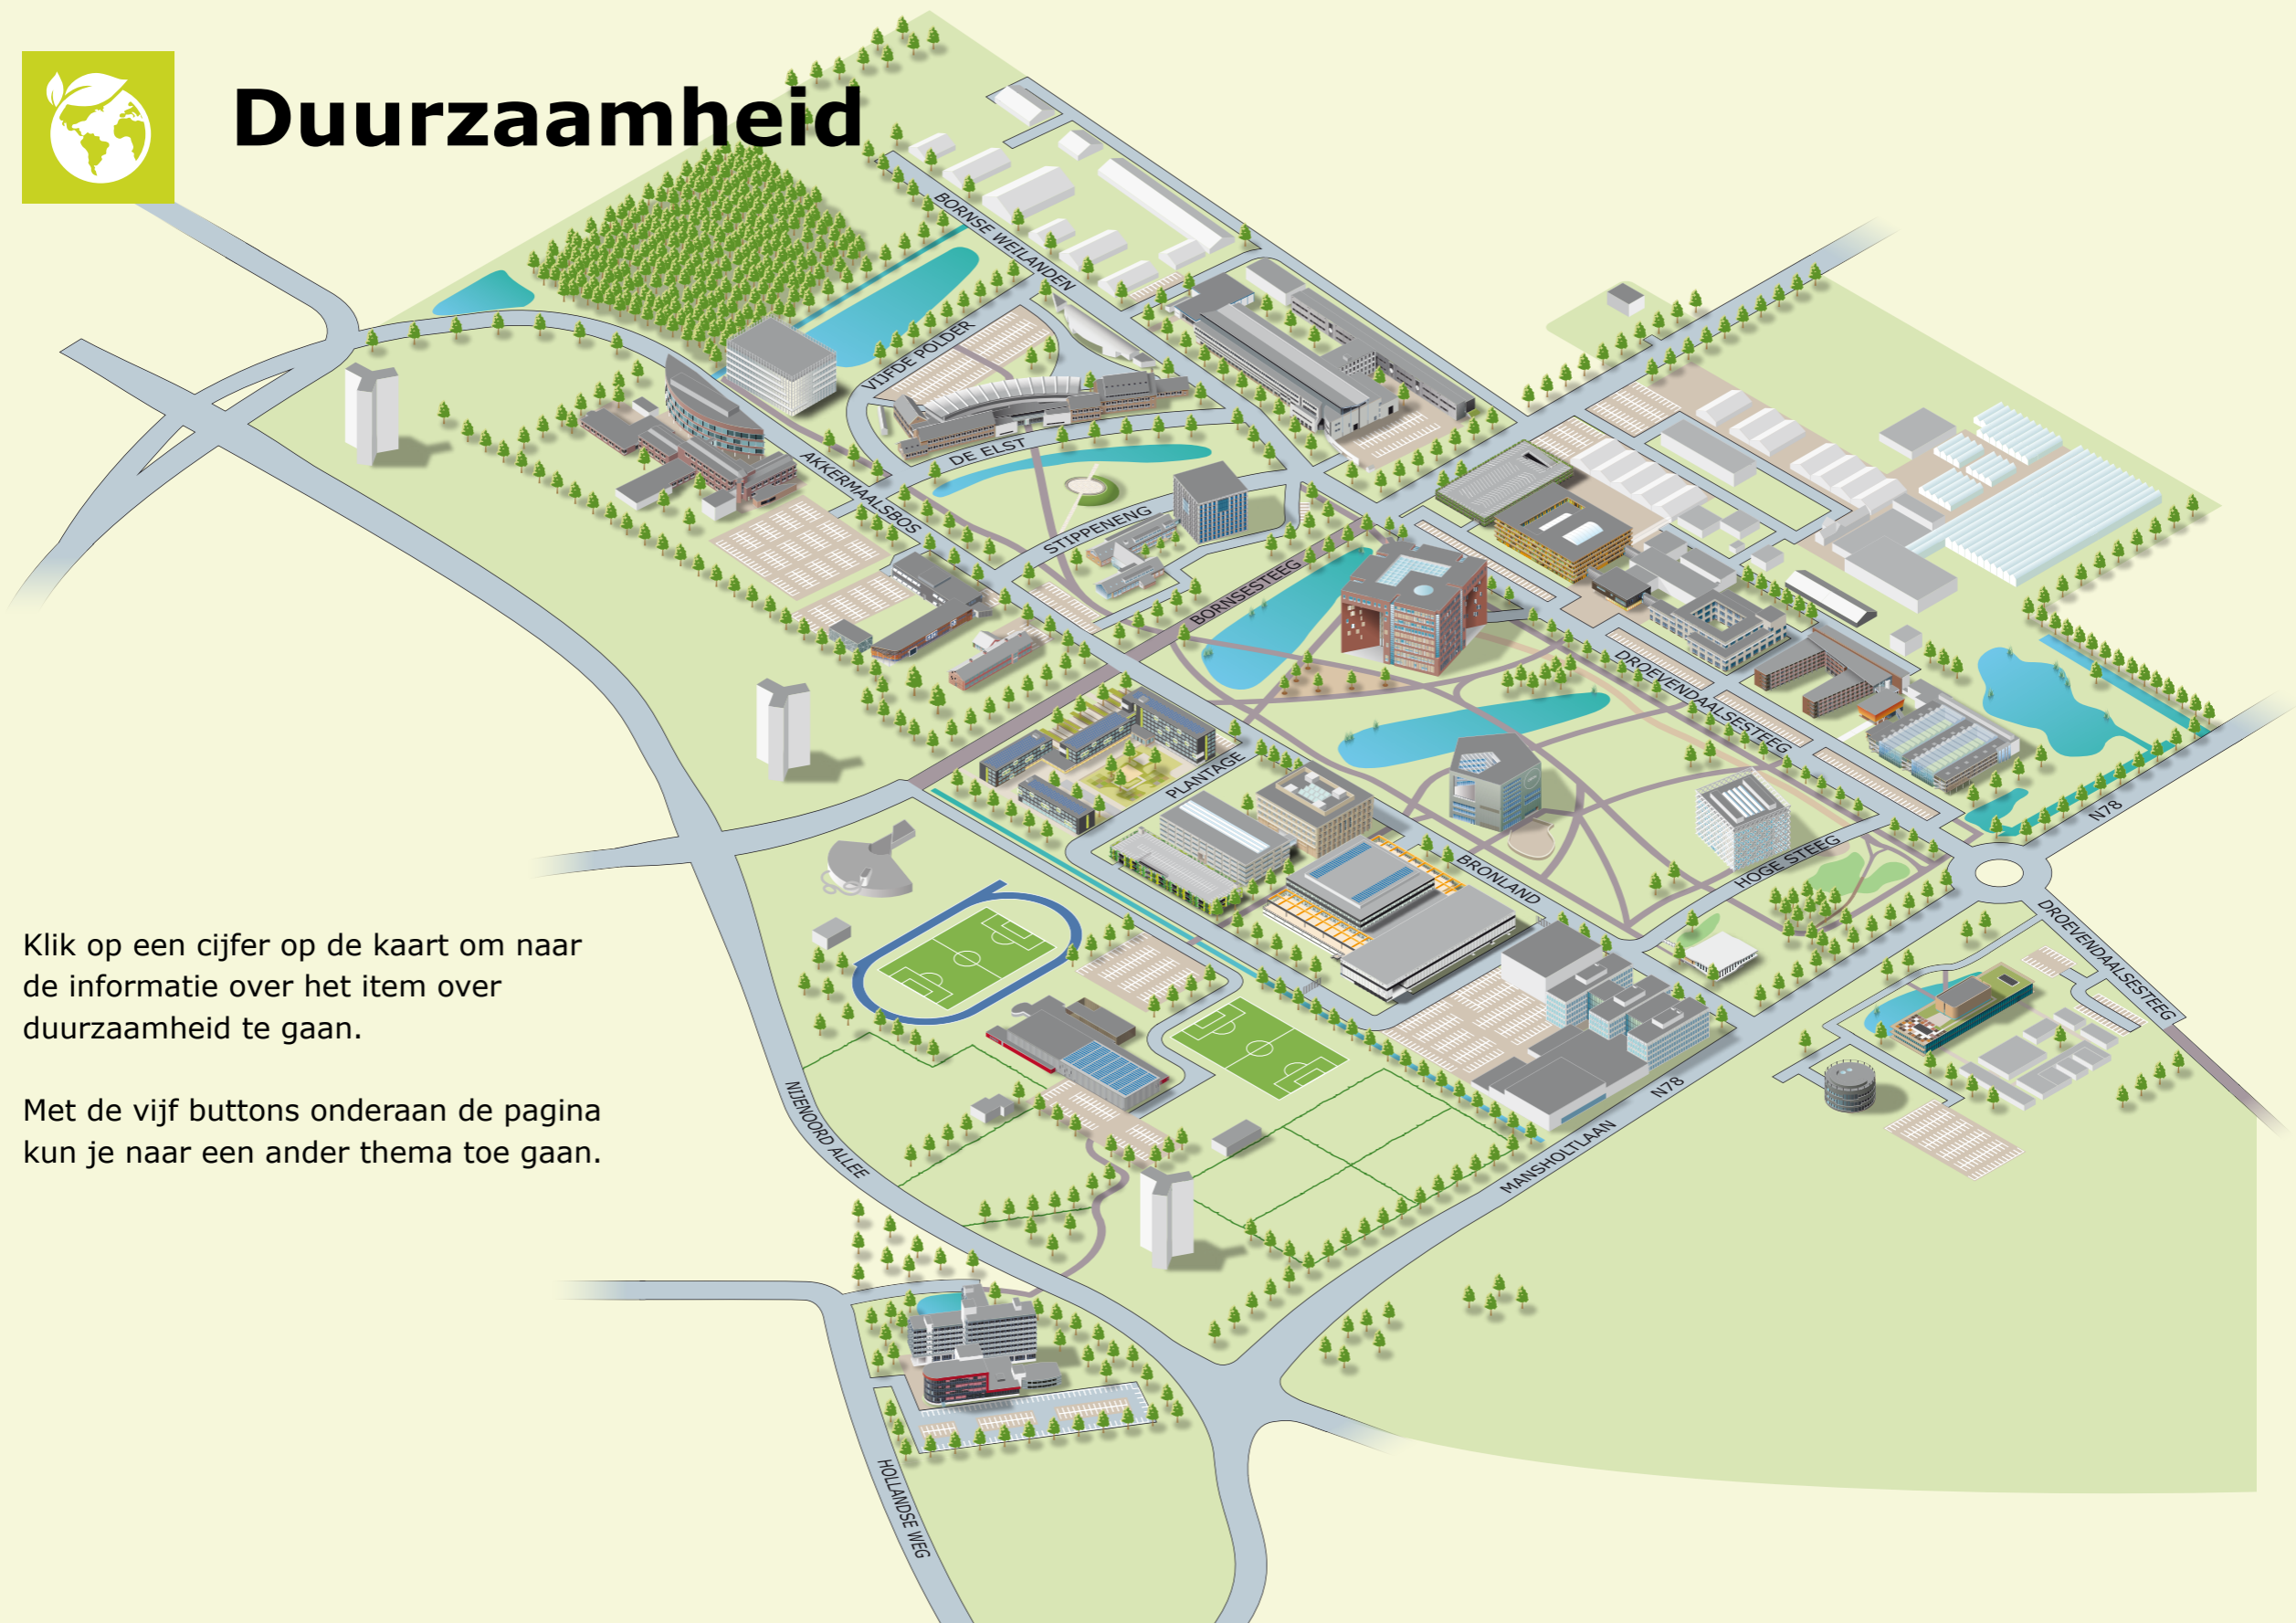 Duurzaamheid
BORNSE WEILANDEN
VIJFDE POLDER
DE ELST
AKKERMAALSBOS
STIPPENENG
BORNSESTEEG
DROEVENDAALSESTEEG
PLANTAGE
N78
BRONLAND
HOGE STEEG
DROEVENDAALSESTEEG
Klik op een cijfer op de kaart om naar
de informatie over het item over
duurzaamheid te gaan.
Met de vijf buttons onderaan de pagina
kun je naar een ander thema toe gaan.
NIJENOORD ALLEE
N78
MANSHOLTLAAN
HOLLANDSE WEG